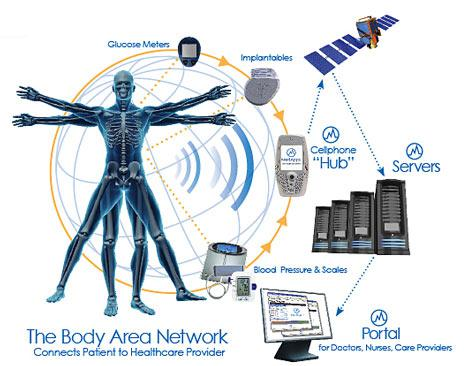 Glucose Meters
Implantables
MedApps
Cellphone
"Hub"
Servers
Blood Pressure & Scales
The Body Area Network
Connects Patient to Healthcare Provider
Portal
for Doctors, Nurses, Care Providers